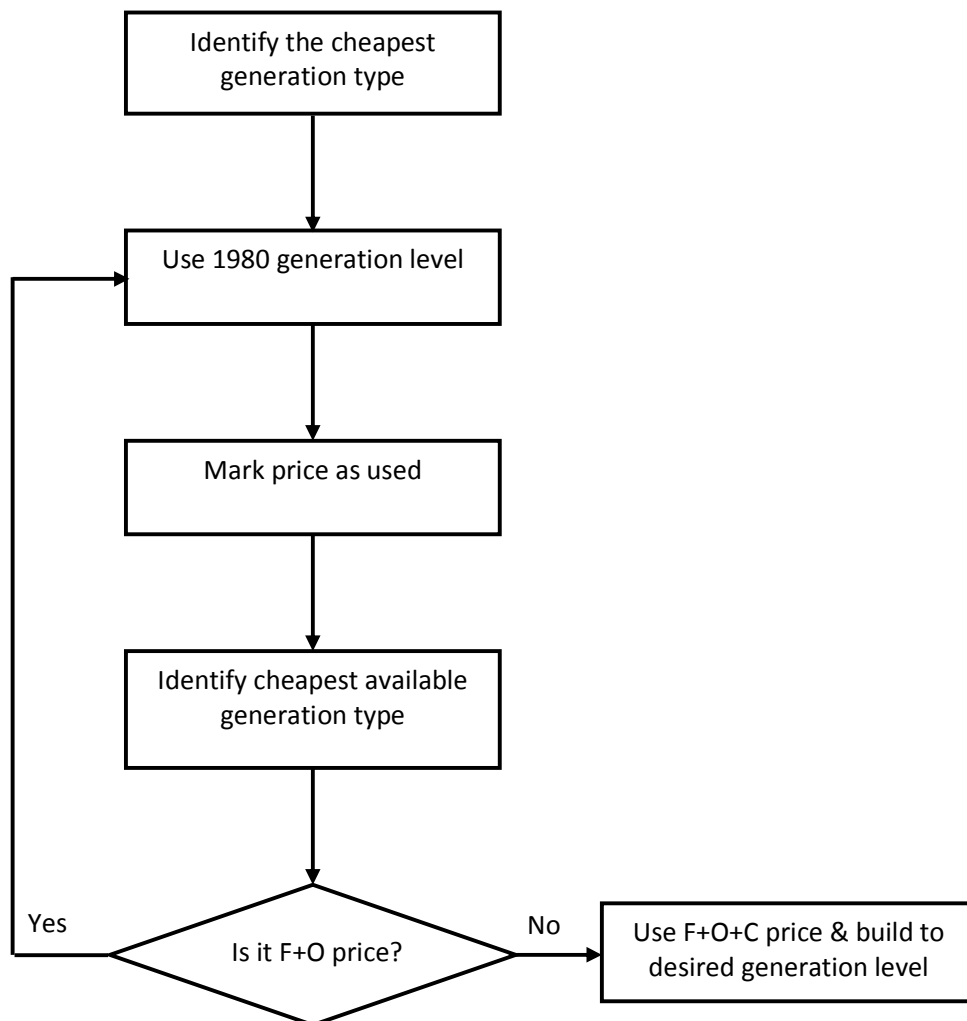 Identify the cheapest
generation type
Use 1980 generation level
Mark price as used
Identify cheapest available
generation type
Yes
Is it F+O price?
No
Use F+O+C price & build to
desired generation level